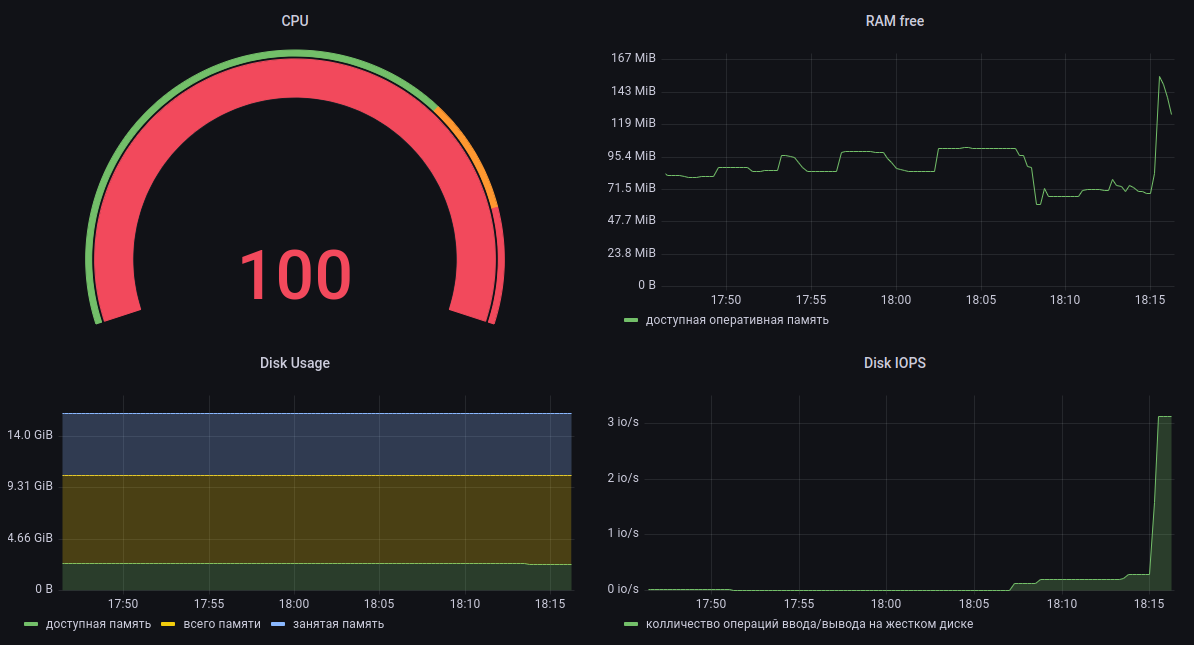 CPU
100
RAM free
167 MiB
143 MiB
119 MiB
95.4 MiB
71.5 MiB
47.7 MiB
23.8 MiB
0 B
17:50 17:55 18:00 18:05 18:10 18:15
доступная оперативная память
Disk Usage
14.0 GiB
9.31 GiB
4.66 GiB
0 B
17:50 17:55 18:00 18:05 18:10 18:15
доступная память всего памяти занятая память
Disk IOPS
3 io/s
2 io/s
1 io/s
0 io/s
17:50 17:55 18:00 18:05 18:10 18:15
колличество операций ввода/вывода на жестком диске